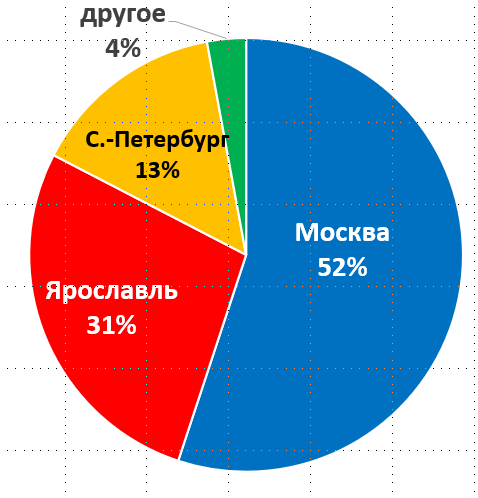 другое
4%
С.-Петербург
13%
Москва
52%
Ярославль
31%